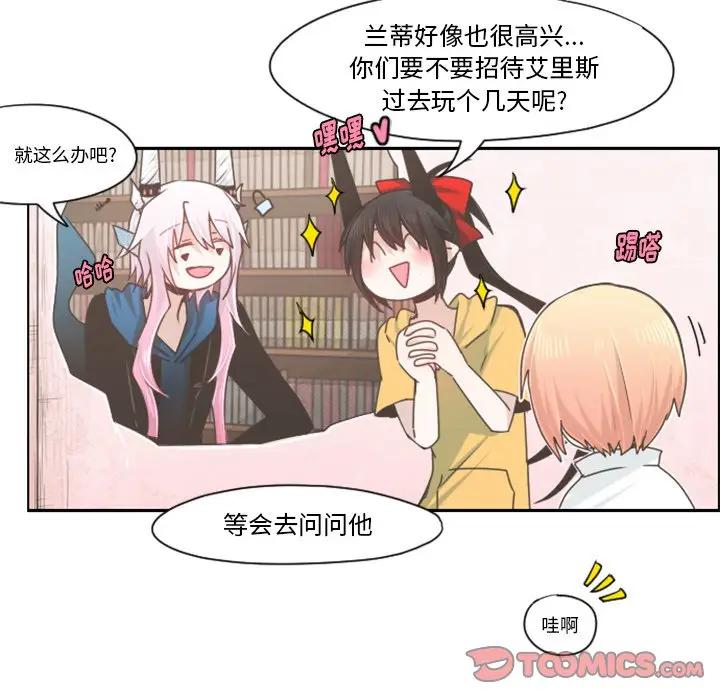 兰蒂好像也很高兴...
你们要不要招待艾里斯
过去玩个几天呢?
就这么办吧?
嘿嘿
哈哈
踢嗒
等会去问问他
哇啊
TOOMICS.COM